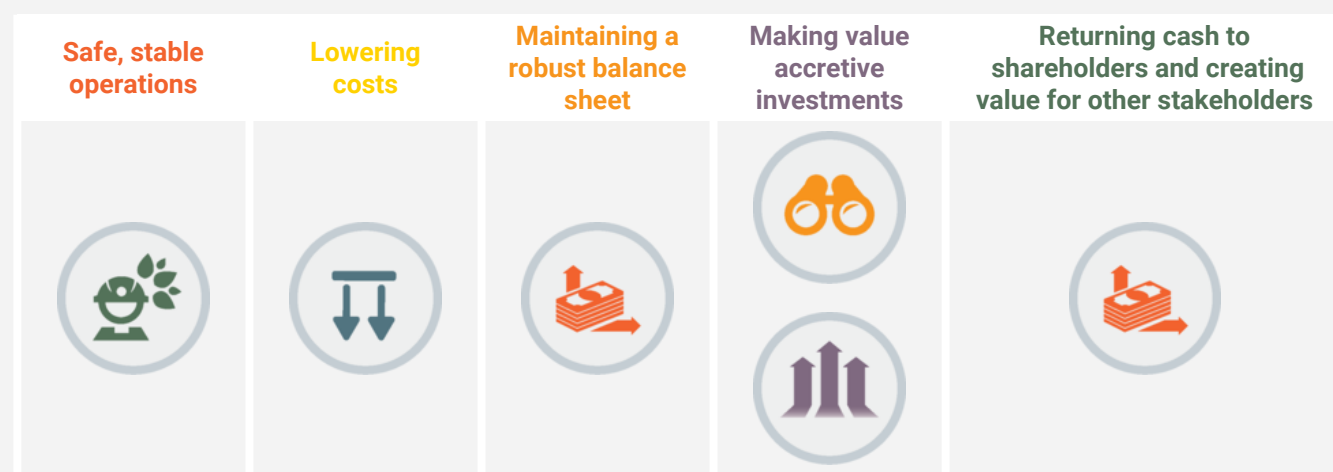 Safe, stable
operations
Lowering
costs
Maintaining a
robust balance
sheet
Making value
accretive
investments
Returning cash to
shareholders and creating
value for other stakeholders